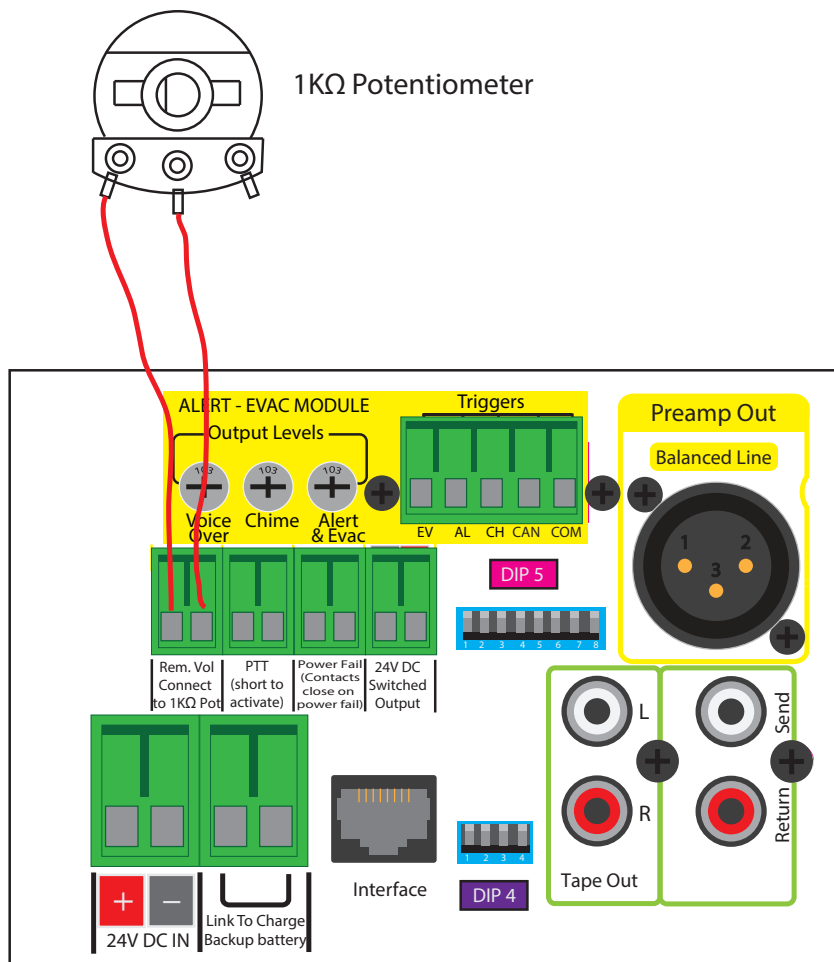 1KΩ Potentiometer
ALERT - EVAC MODULE
Output Levels
103
103
103
Voice
Over
Chime
Alert
& Evac
Triggers
EV AL CH CAN COM
Preamp Out
Balanced Line
1 2
3
DIP 5
1 2 3 4 5 6 7 8
Rem. Vol
Connect
to 1KΩ Pot
PTT
(short to
activate)
Power Fail
(Contacts
close on
power fail)
24V DC
Switched
Output
L
R
Tape Out
Send
Return
+ −
24V DC IN
Link To Charge
Backup battery
Interface
1 2 3 4
DIP 4